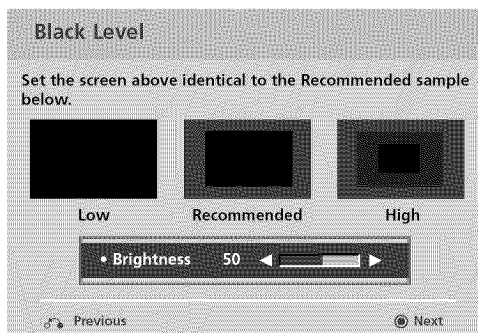 Black Level
Set the screen above identical to the Recommended sample
below.
Low Recommended High
• Brightness 50 ◀ ▶
Previous Next